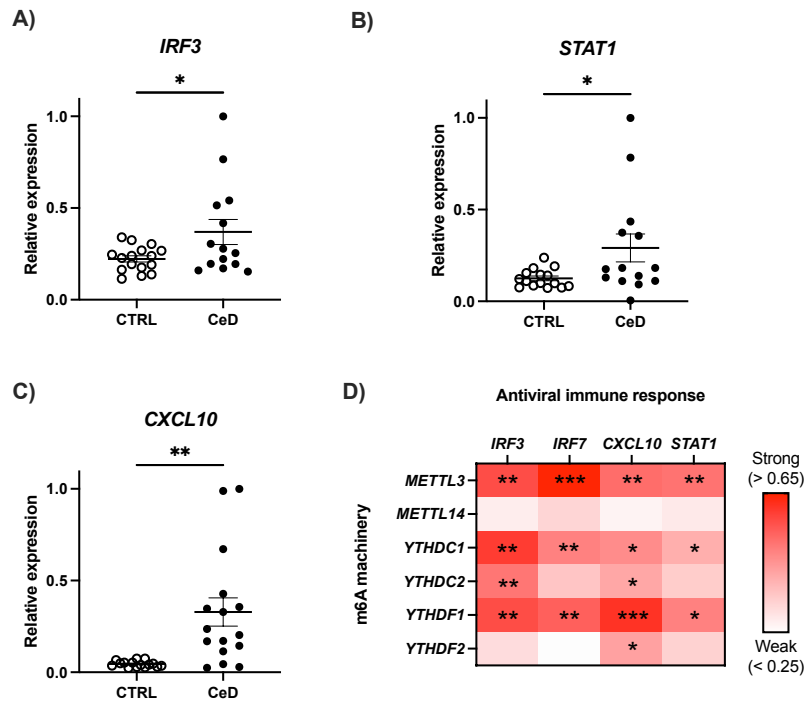 A)
IRF3
*
Relative expression
1.0
0.5
0.0
CTRL CeD
B)
STAT1
*
Relative expression
1.0
0.5
0.0
CTRL CeD
C)
CXCL10
**
Relative expression
1.0
0.5
0.0
CTRL CeD
D)
Antiviral immune response
IRF3 IRF7 CXCL10 STAT1
m6A machinery
METTL3 ** *** ** **
METTL14
YTHDC1 ** ** * *
YTHDC2 ** *
YTHDF1 ** ** *** *
YTHDF2 *
Strong
(> 0.65)
Weak
(< 0.25)